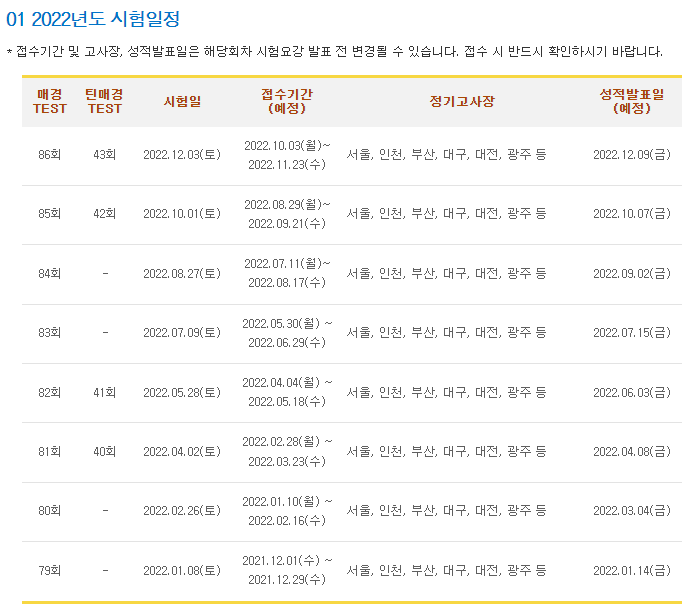 01 2022년도 시험일정
* 접수기간 및 고사장, 성적발표일은 해당회차 시험요강 발표 전 변경될 수 있습니다. 접수 시 반드시 확인하시기 바랍니다.
매경 TEST 틴매경 TEST 시험일 접수기간 (예정) 정기고사장 성적발표일 (예정)
86회 43회 2022.12.03(토) 2022.10.03(월)~ 2022.11.23(수) 서울, 인천, 부산, 대구, 대전, 광주 등 2022.12.09(금)
85회 42회 2022.10.01(토) 2022.08.29(월)~ 2022.09.21(수) 서울, 인천, 부산, 대구, 대전, 광주 등 2022.10.07(금)
84회 - 2022.08.27(토) 2022.07.11(월)~ 2022.08.17(수) 서울, 인천, 부산, 대구, 대전, 광주 등 2022.09.02(금)
83회 - 2022.07.09(토) 2022.05.30(월) ~ 2022.06.29(수) 서울, 인천, 부산, 대구, 대전, 광주 등 2022.07.15(금)
82회 41회 2022.05.28(토) 2022.04.04(월) ~ 2022.05.18(수) 서울, 인천, 부산, 대구, 대전, 광주 등 2022.06.03(금)
81회 40회 2022.04.02(토) 2022.02.28(월) ~ 2022.03.23(수) 서울, 인천, 부산, 대구, 대전, 광주 등 2022.04.08(금)
80회 - 2022.02.26(토) 2022.01.10(월) ~ 2022.02.16(수) 서울, 인천, 부산, 대구, 대전, 광주 등 2022.03.04(금)
79회 - 2022.01.08(토) 2021.12.01(수) ~ 2021.12.29(수) 서울, 인천, 부산, 대구, 대전, 광주 등 2022.01.14(금)